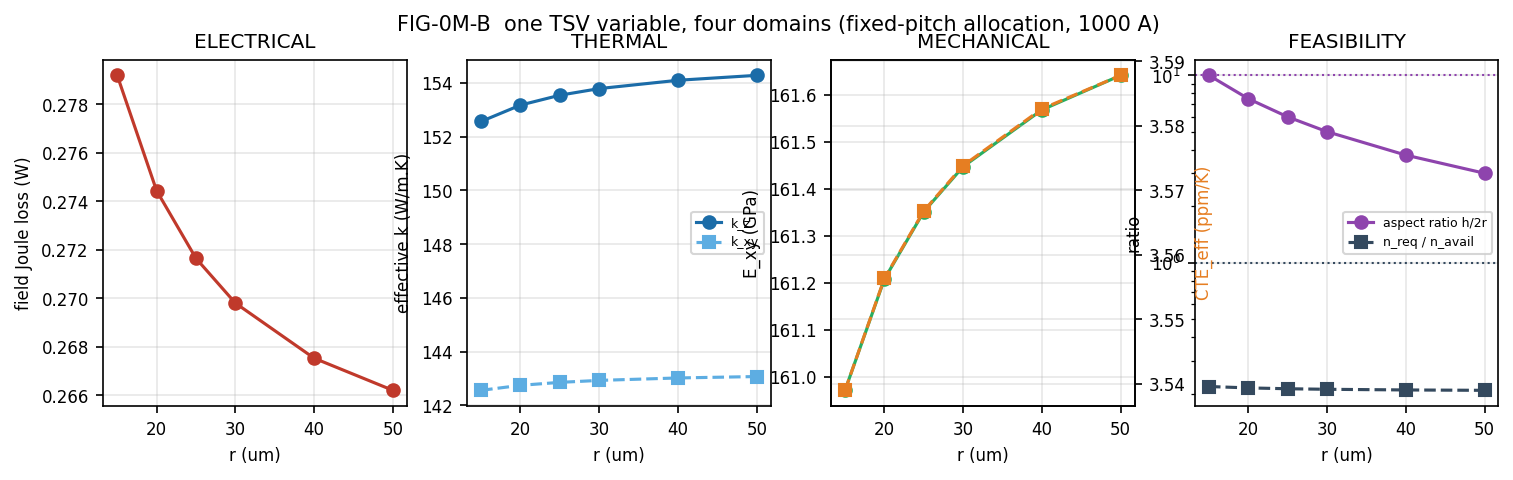 FIG-0M-B  one TSV variable, four domains (fixed-pitch allocation, 1000 A)
ELECTRICAL
field Joule loss (W)
0.278
0.276
0.274
0.272
0.270
0.268
0.266
20 30 40 50
r (um)
THERMAL
effective k (W/m.K)
154
152
150
148
146
144
142
k_xy
20 30 40 50
r (um)
MECHANICAL
E_xy (GPa)
161.6
161.5
161.4
161.3
161.2
161.1
161.0
20 30 40 50
r (um)
3.59
3.58
3.57
3.56
3.55
3.54
CTE_eff (ppm/K)
FEASIBILITY
ratio
10¹
10⁰
aspect ratio h/2r
n_req / n_avail
20 30 40 50
r (um)